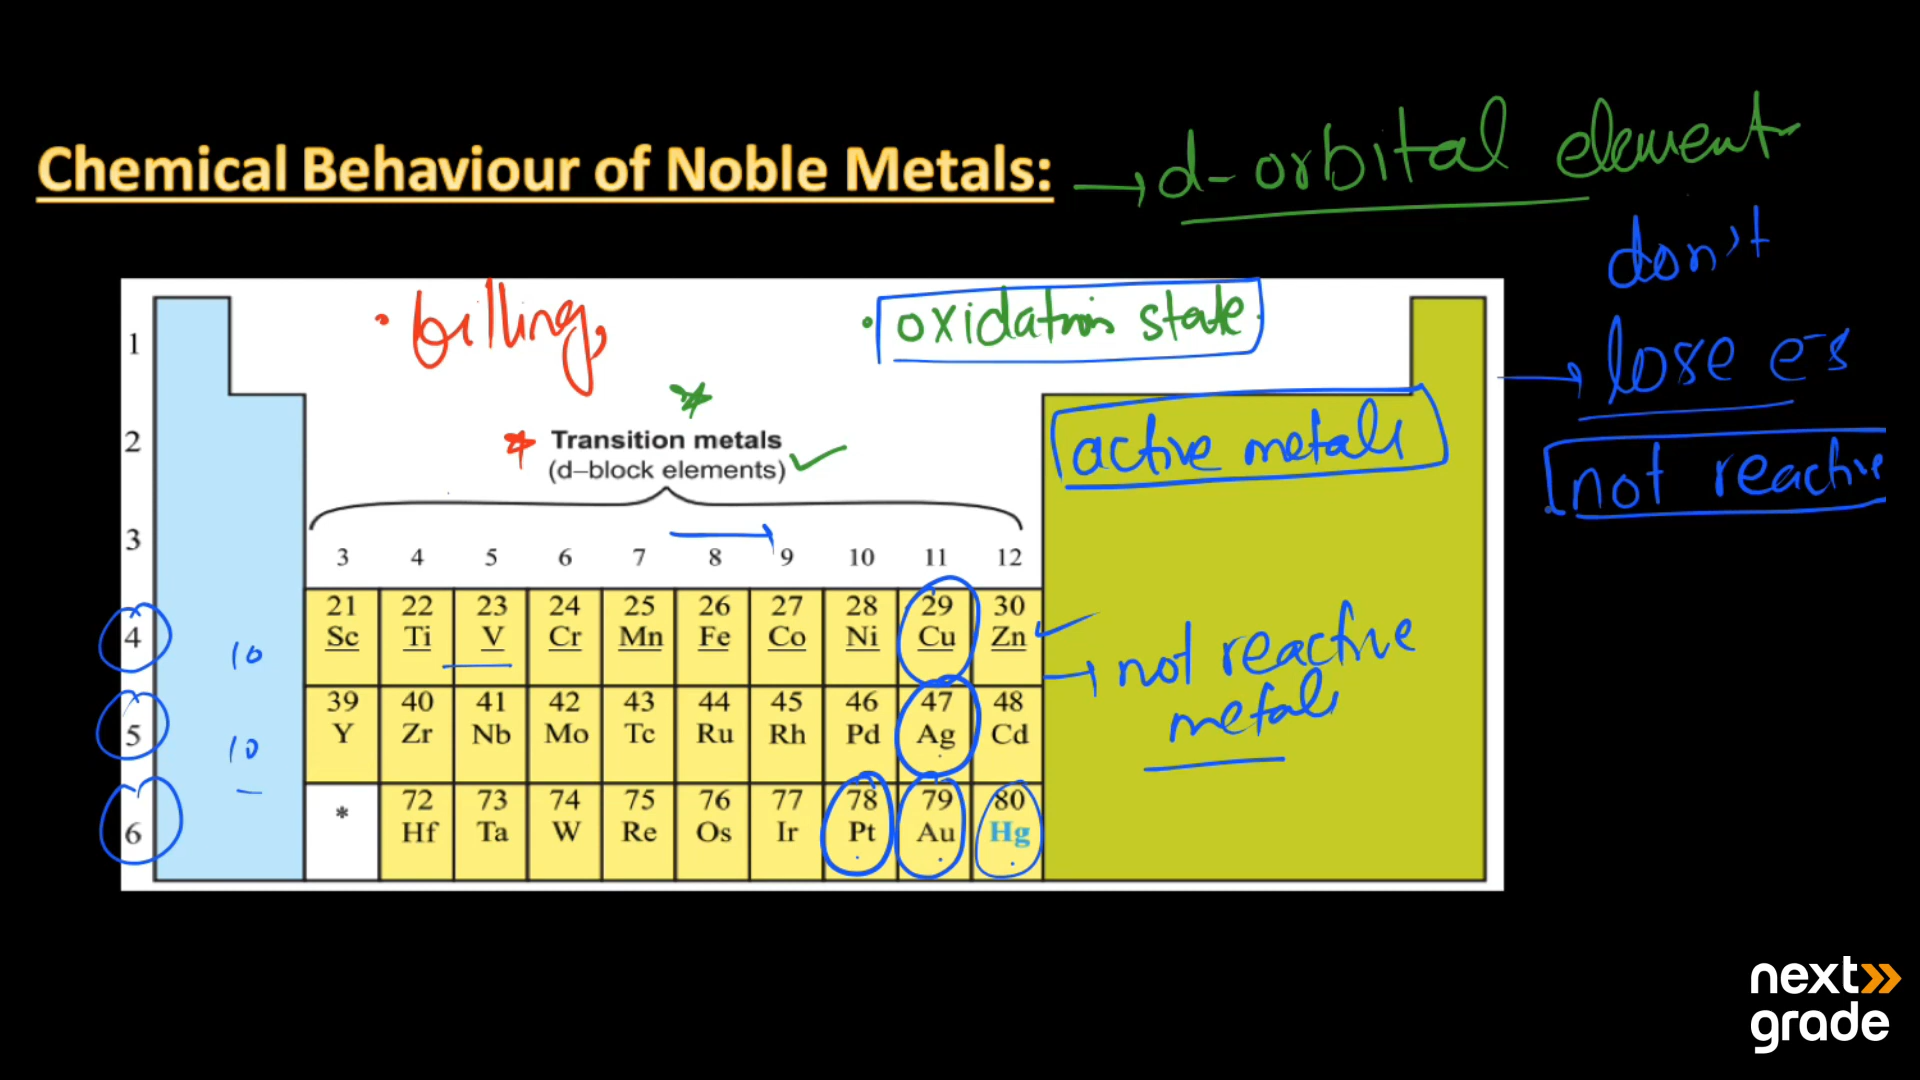 Chemical Behaviour of Noble Metals: → d-orbital element
don't
→ lose e-s
not reactive
• filling,
• oxidation state
active metals
Transition metals
(d–block elements)
1
2
3
3 4 5 6 7 8 9 10 11 12
4 10 21 22 23 24 25 26 27 28 29 30
Sc Ti V Cr Mn Fe Co Ni Cu Zn
→ not reactive
metals
5 10 39 40 41 42 43 44 45 46 47 48
Y Zr Nb Mo Tc Ru Rh Pd Ag Cd
6 * 72 73 74 75 76 77 78 79 80
Hf Ta W Re Os Ir Pt Au Hg
next
grade